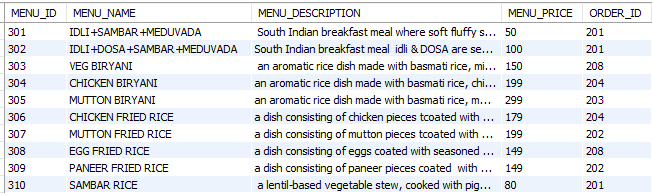 MENU_ID MENU_NAME MENU_DESCRIPTION MENU_PRICE ORDER_ID
301 IDLI+SAMBAR+MEDUVADA South Indian breakfast meal where soft fluffy s... 50 201
302 IDLI+DOSA+SAMBAR+MEDUVADA South Indian breakfast meal idli & DOSA are se... 100 201
303 VEG BIRYANI an aromatic rice dish made with basmati rice, mi... 150 208
304 CHICKEN BIRYANI an aromatic rice dish made with basmati rice, chi... 199 204
305 MUTTON BIRYANI an aromatic rice dish made with basmati rice, m... 299 203
306 CHICKEN FRIED RICE a dish consisting of chicken pieces tcoated with ... 179 204
307 MUTTON FRIED RICE a dish consisting of mutton pieces tcoated with ... 199 202
308 EGG FRIED RICE a dish consisting of eggs coated with seasoned ... 149 208
309 PANEER FRIED RICE a dish consisting of paneer pieces coated with ... 149 202
310 SAMBAR RICE a lentil-based vegetable stew, cooked with pig... 80 201